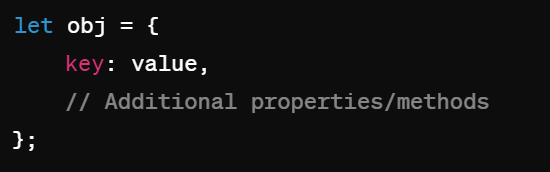 let obj = {
    key: value,
    // Additional properties/methods
};